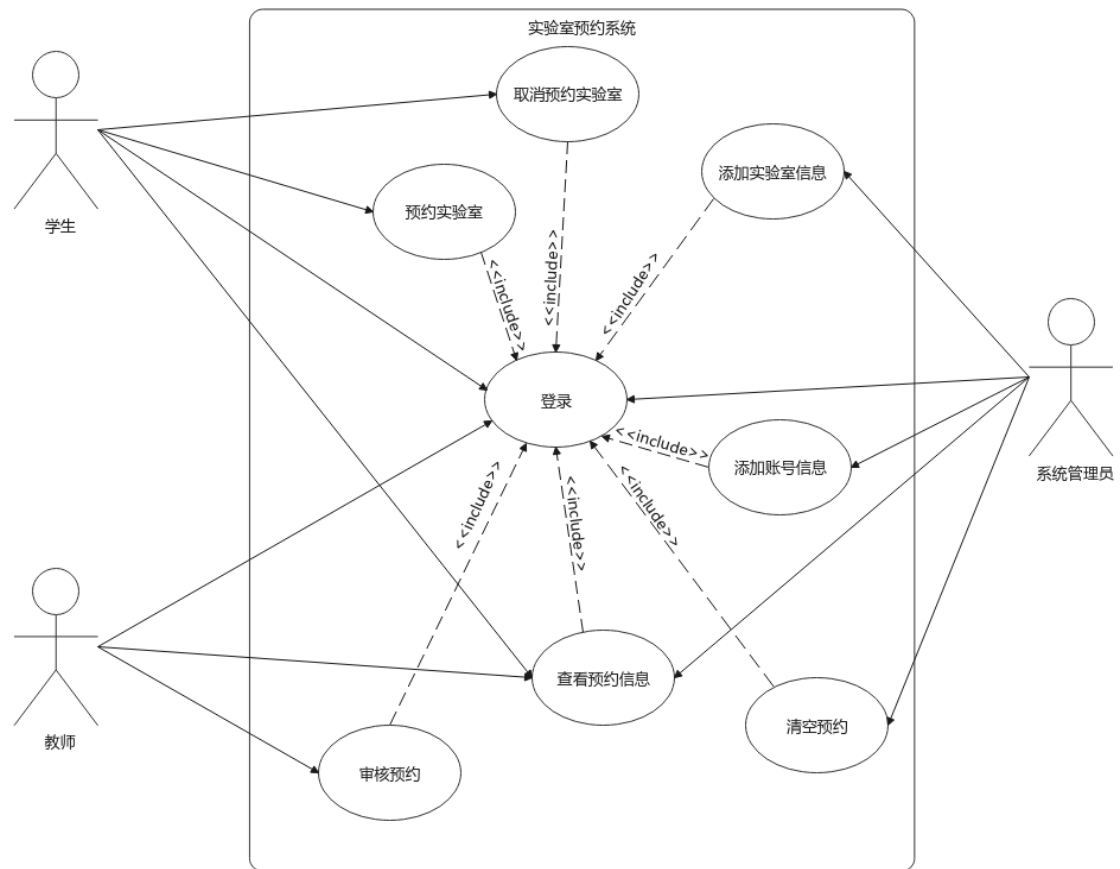 实验室预约系统
取消预约实验室
添加实验室信息
预约实验室
学生
<<include>>
<<include>>
<<include>>
登录
<<include>>
添加账号信息
系统管理员
<<include>>
<<include>>
<<include>>
查看预约信息
清空预约
教师
审核预约